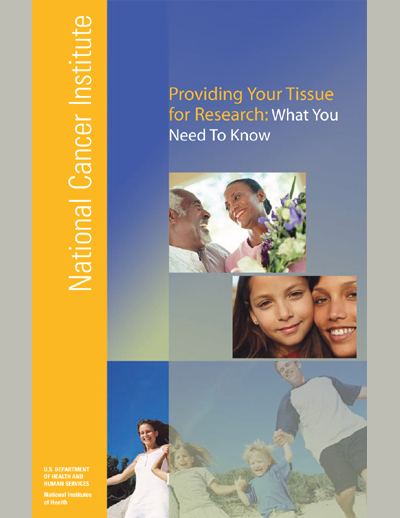 National Cancer Institute
Providing Your Tissue
for Research: What You
Need To Know
U.S. DEPARTMENT
OF HEALTH AND
HUMAN SERVICES
National Institutes
of Health